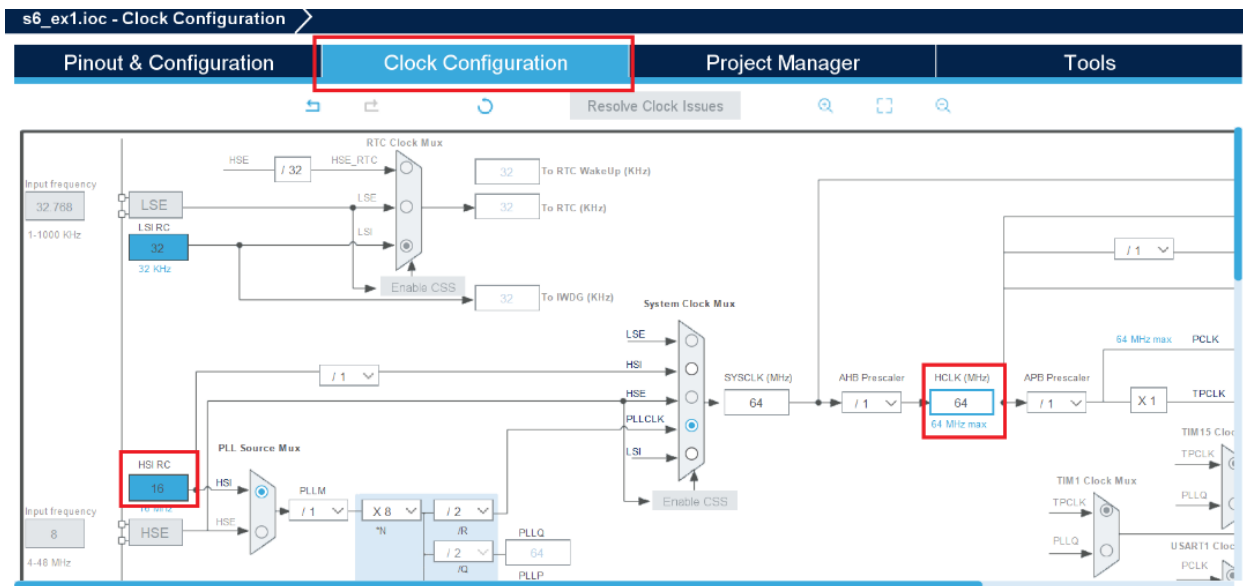 s6_ex1.ioc - Clock Configuration
Pinout & Configuration
Clock Configuration
Project Manager
Tools
Resolve Clock Issues
RTC Clock Mux
HSE
/ 32
HSE_RTC
32
To RTC WakeUp (KHz)
Input frequency
32.768
1-1000 KHz
LSE
LSE
32
To RTC (KHz)
LSI RC
32
32 KHz
LSI
Enable CSS
32
To IWDG (KHz)
System Clock Mux
LSE
HSI
HSE
PLLCLK
LSI
/ 1
SYSCLK (MHz)
64
AHB Prescaler
/ 1
HCLK (MHz)
64
64 MHz max
APB Prescaler
/ 1
/ 1
64 MHz max
PCLK
X 1
TPCLK
TIM15 Cloc
TPCLK
PLLQ
TIM1 Clock Mux
TPCLK
PLLQ
USART1 Cloc
PCLK
Enable CSS
PLL Source Mux
HSI RC
16
16 MHz
HSI
HSE
PLLM
/ 1
X 8
*N
/ 2
/R
/ 2
/Q
PLLQ
64
PLLP
Input frequency
8
4-48 MHz
HSE